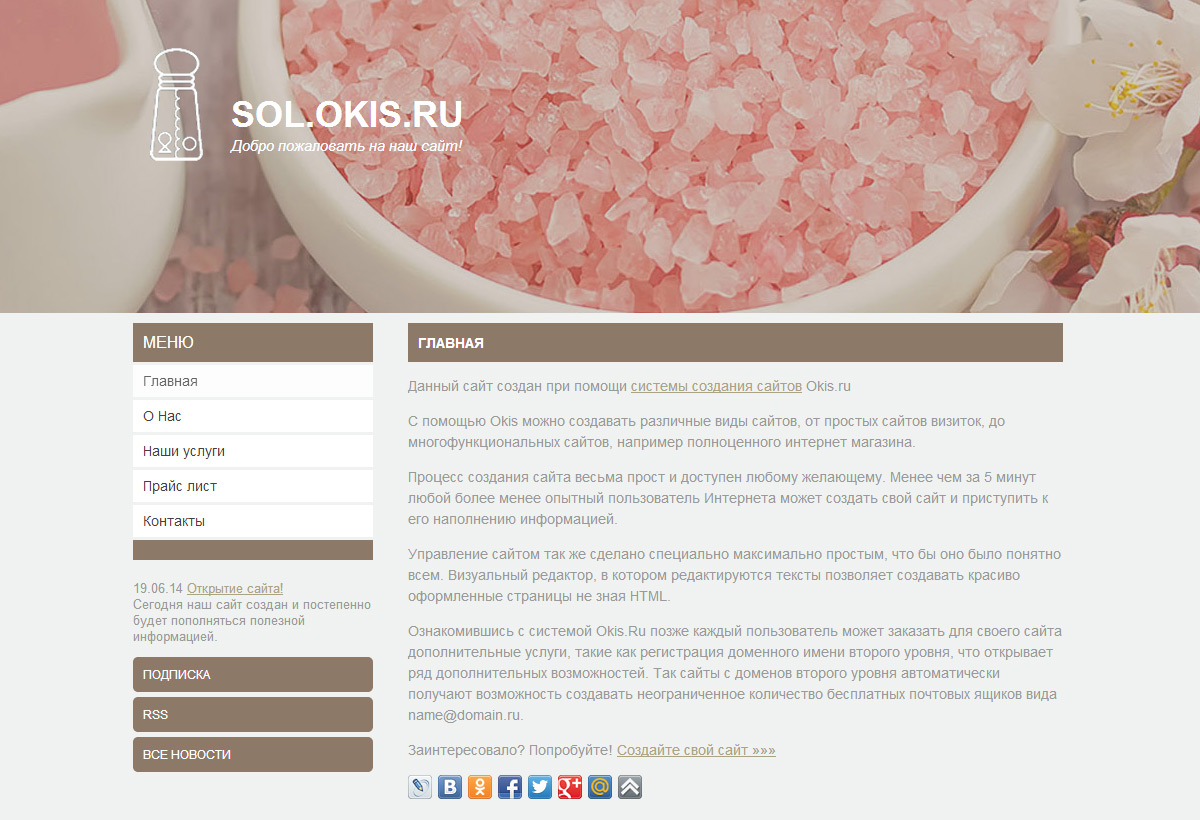 SOL.OKIS.RU
Добро пожаловать на наш сайт!
МЕНЮ
Главная
О Нас
Наши услуги
Прайс лист
Контакты
19.06.14 Открытие сайта!
Сегодня наш сайт создан и постепенно
будет пополняться полезной
информацией.
ПОДПИСКА
RSS
ВСЕ НОВОСТИ
ГЛАВНАЯ
Данный сайт создан при помощи системы создания сайтов Okis.ru
С помощью Okis можно создавать различные виды сайтов, от простых сайтов визиток, до
многофункциональных сайтов, например полноценного интернет магазина.
Процесс создания сайта весьма прост и доступен любому желающему. Менее чем за 5 минут
любой более менее опытный пользователь Интернета может создать свой сайт и приступить к
его наполнению информацией.
Управление сайтом так же сделано специально максимально простым, что бы оно было понятно
всем. Визуальный редактор, в котором редактируются тексты позволяет создавать красиво
оформленные страницы не зная HTML.
Ознакомившись с системой Okis.Ru позже каждый пользователь может заказать для своего сайта
дополнительные услуги, такие как регистрация доменного имени второго уровня, что открывает
ряд дополнительных возможностей. Так сайты с доменов второго уровня автоматически
получают возможность создавать неограниченное количество бесплатных почтовых ящиков вида
name@domain.ru.
Заинтересовало? Попробуйте! Создайте свой сайт »»»